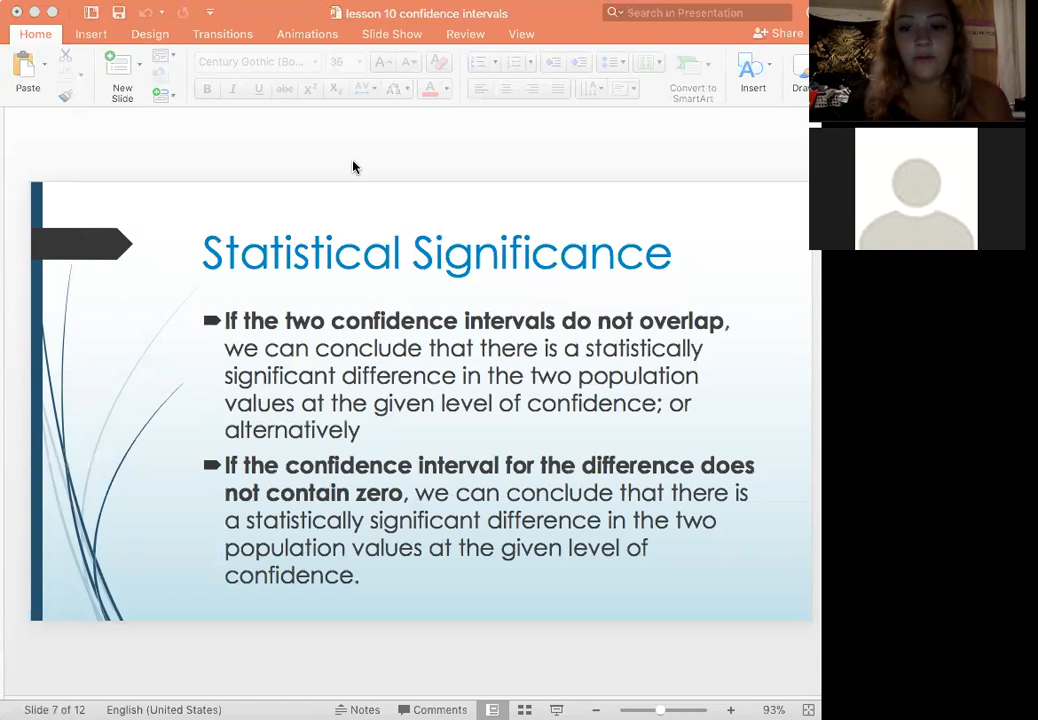 lesson 10 confidence intervals
Search in Presentation
Home Insert Design Transitions Animations Slide Show Review View Share
Century Gothic (Bo... 36
Paste New Slide Convert to SmartArt Insert
Statistical Significance
If the two confidence intervals do not overlap,
we can conclude that there is a statistically
significant difference in the two population
values at the given level of confidence; or
alternatively
If the confidence interval for the difference does
not contain zero, we can conclude that there is
a statistically significant difference in the two
population values at the given level of
confidence.
Slide 7 of 12 English (United States) Notes Comments 93%